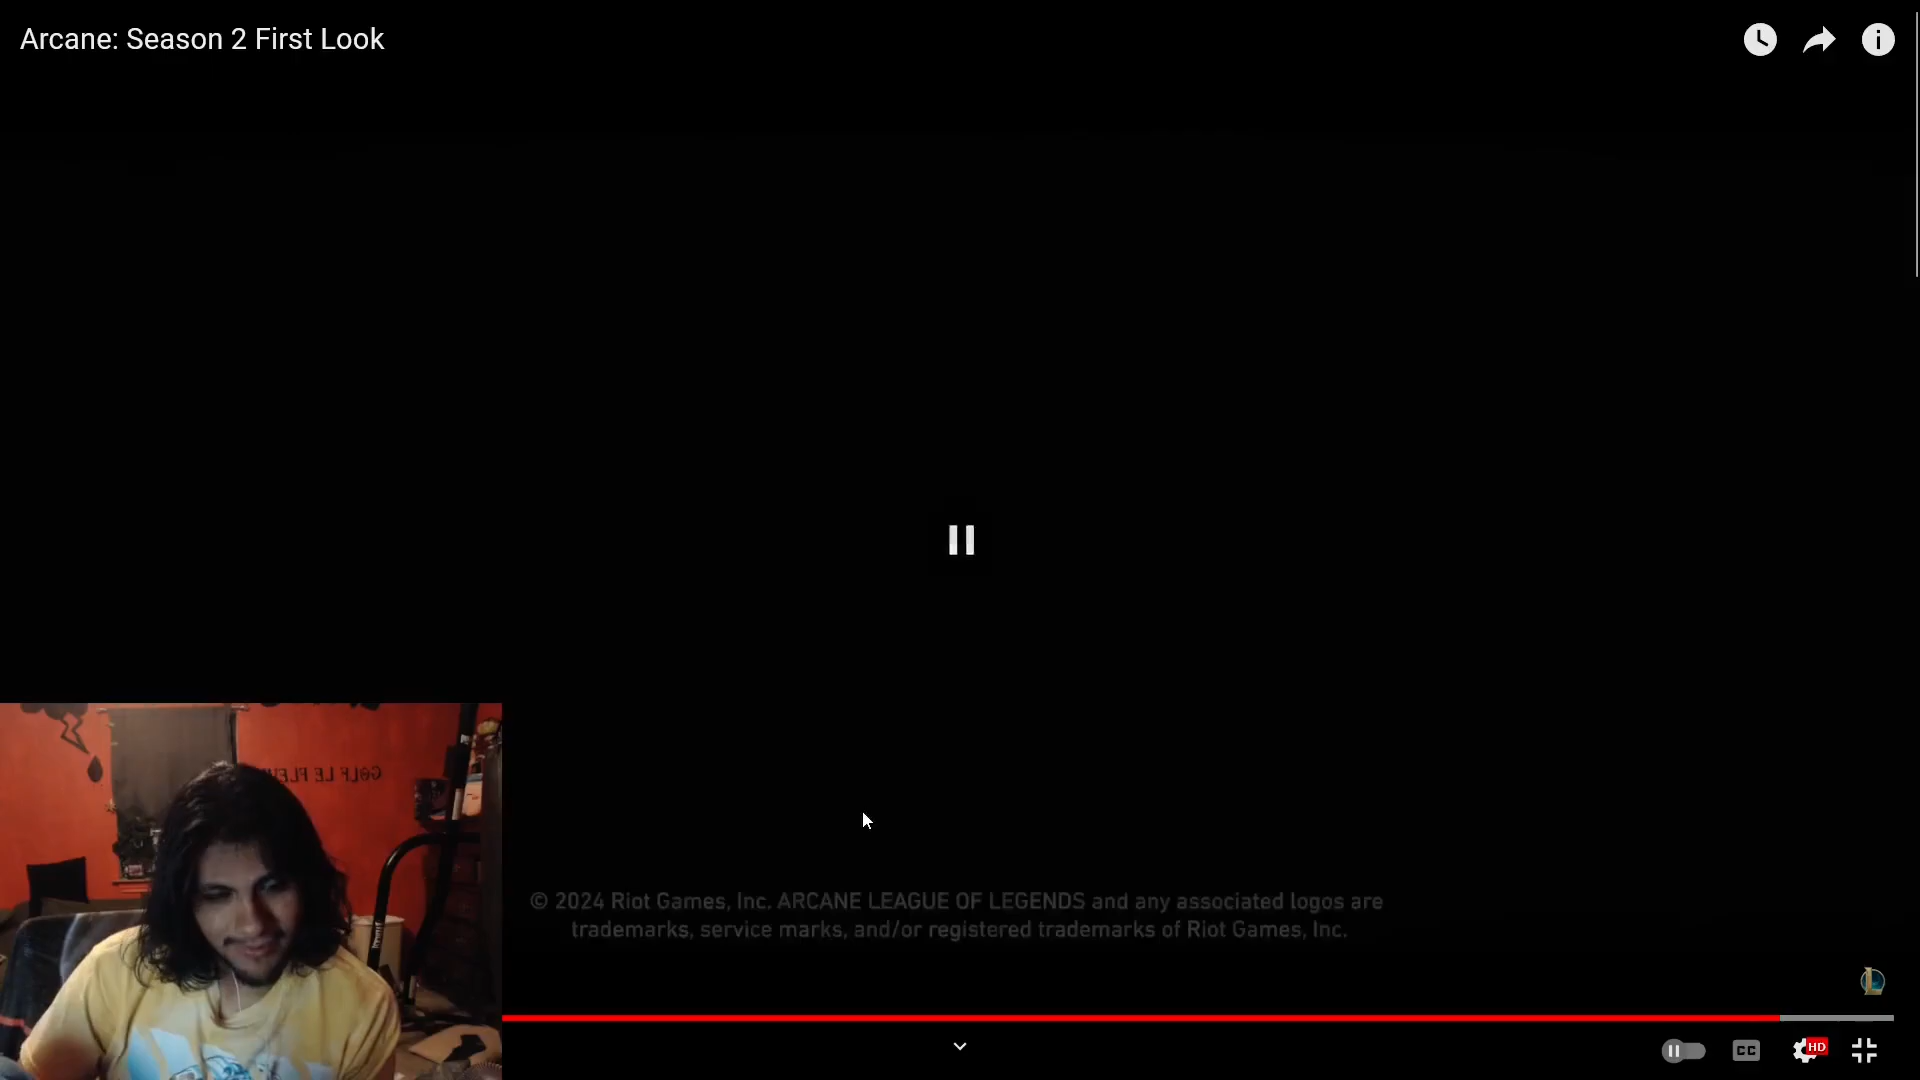 Arcane: Season 2 First Look
© 2024 Riot Games, Inc. ARCANE LEAGUE OF LEGENDS and any associated logos are
trademarks, service marks, and/or registered trademarks of Riot Games, Inc.
CC
HD